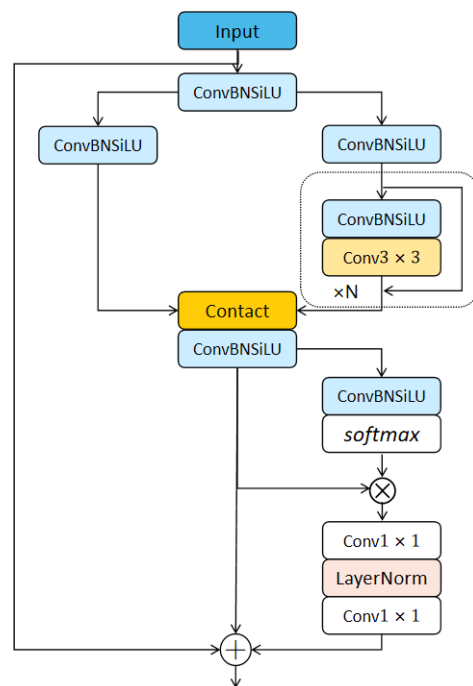 Input
ConvBNSiLU
ConvBNSiLU
ConvBNSiLU
ConvBNSiLU
Conv3 × 3
×N
Contact
ConvBNSiLU
ConvBNSiLU
softmax
Conv1 × 1
LayerNorm
Conv1 × 1